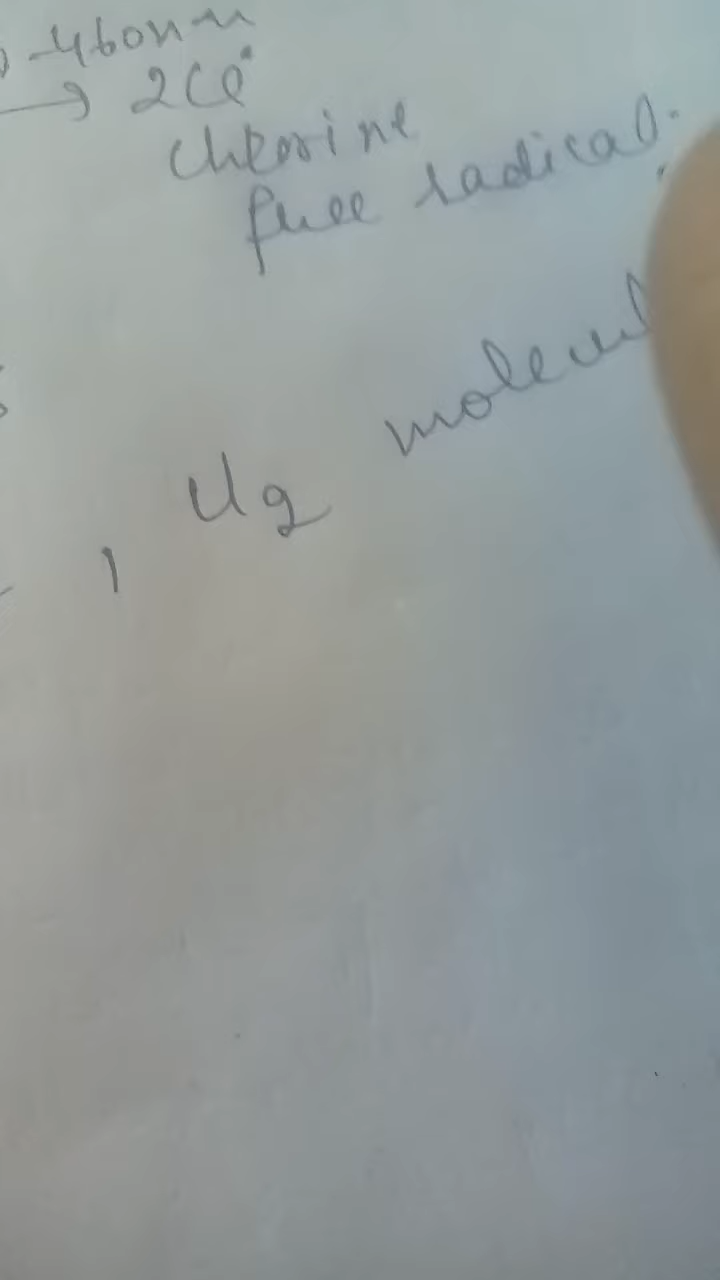 -460nm
→ 2Cl•
Chlorine
free radical.
molecul
, Cl2